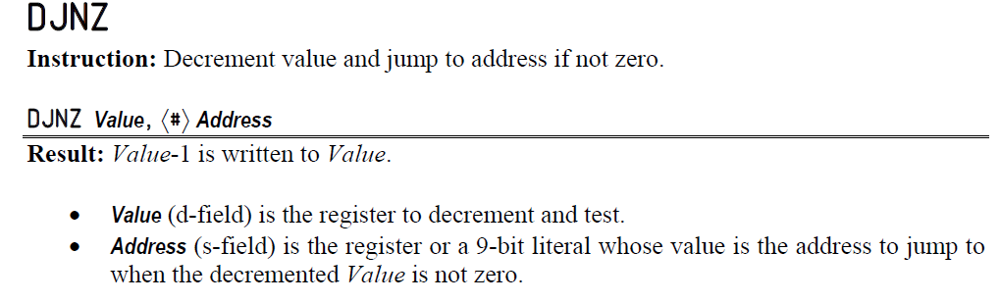 DJNZ
Instruction: Decrement value and jump to address if not zero.
DJNZ Value, ⟨#⟩ Address
Result: Value-1 is written to Value.
• Value (d-field) is the register to decrement and test.
• Address (s-field) is the register or a 9-bit literal whose value is the address to jump to
when the decremented Value is not zero.